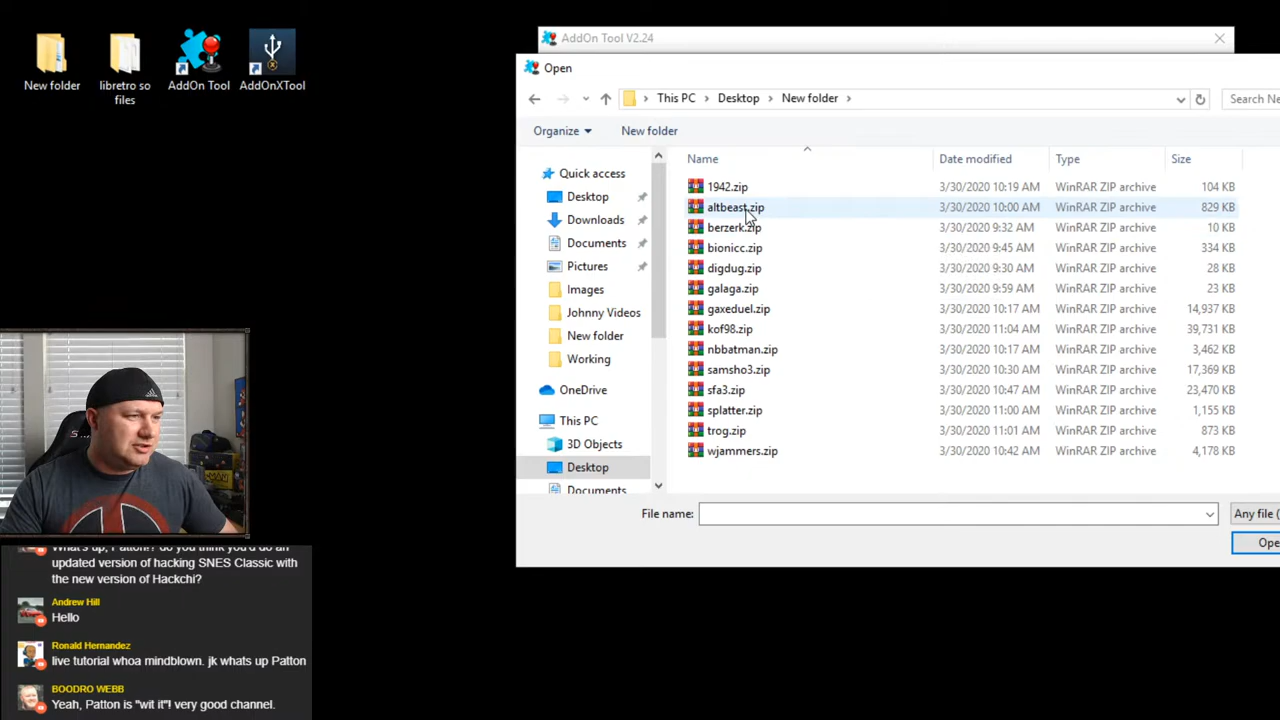 New folder
libretro so files
AddOn Tool
AddOnXTool
AddOn Tool V2.24
Open
This PC
Desktop
New folder
Search Ne
Organize
New folder
Name
Date modified
Type
Size
Quick access
Desktop
Downloads
Documents
Pictures
Images
Johnny Videos
New folder
Working
OneDrive
This PC
3D Objects
Desktop
Documents
1942.zip 3/30/2020 10:19 AM WinRAR ZIP archive 104 KB
altbeast.zip 3/30/2020 10:00 AM WinRAR ZIP archive 829 KB
berzerk.zip 3/30/2020 9:32 AM WinRAR ZIP archive 10 KB
bionicc.zip 3/30/2020 9:45 AM WinRAR ZIP archive 334 KB
digdug.zip 3/30/2020 9:30 AM WinRAR ZIP archive 28 KB
galaga.zip 3/30/2020 9:59 AM WinRAR ZIP archive 23 KB
gaxeduel.zip 3/30/2020 10:17 AM WinRAR ZIP archive 14,937 KB
kof98.zip 3/30/2020 11:04 AM WinRAR ZIP archive 39,731 KB
nbbatman.zip 3/30/2020 10:17 AM WinRAR ZIP archive 3,462 KB
samsho3.zip 3/30/2020 10:30 AM WinRAR ZIP archive 17,369 KB
sfa3.zip 3/30/2020 10:47 AM WinRAR ZIP archive 23,470 KB
splatter.zip 3/30/2020 11:00 AM WinRAR ZIP archive 1,155 KB
trog.zip 3/30/2020 11:01 AM WinRAR ZIP archive 873 KB
wjammers.zip 3/30/2020 10:42 AM WinRAR ZIP archive 4,178 KB
File name:
Any file (
Ope
What's up, Patton!? do you think you'd do an
updated version of hacking SNES Classic with
the new version of Hackchi?
Andrew Hill
Hello
Ronald Hernandez
live tutorial whoa mindblown. jk whats up Patton
BOODRO WEBB
Yeah, Patton is "wit it"! very good channel.